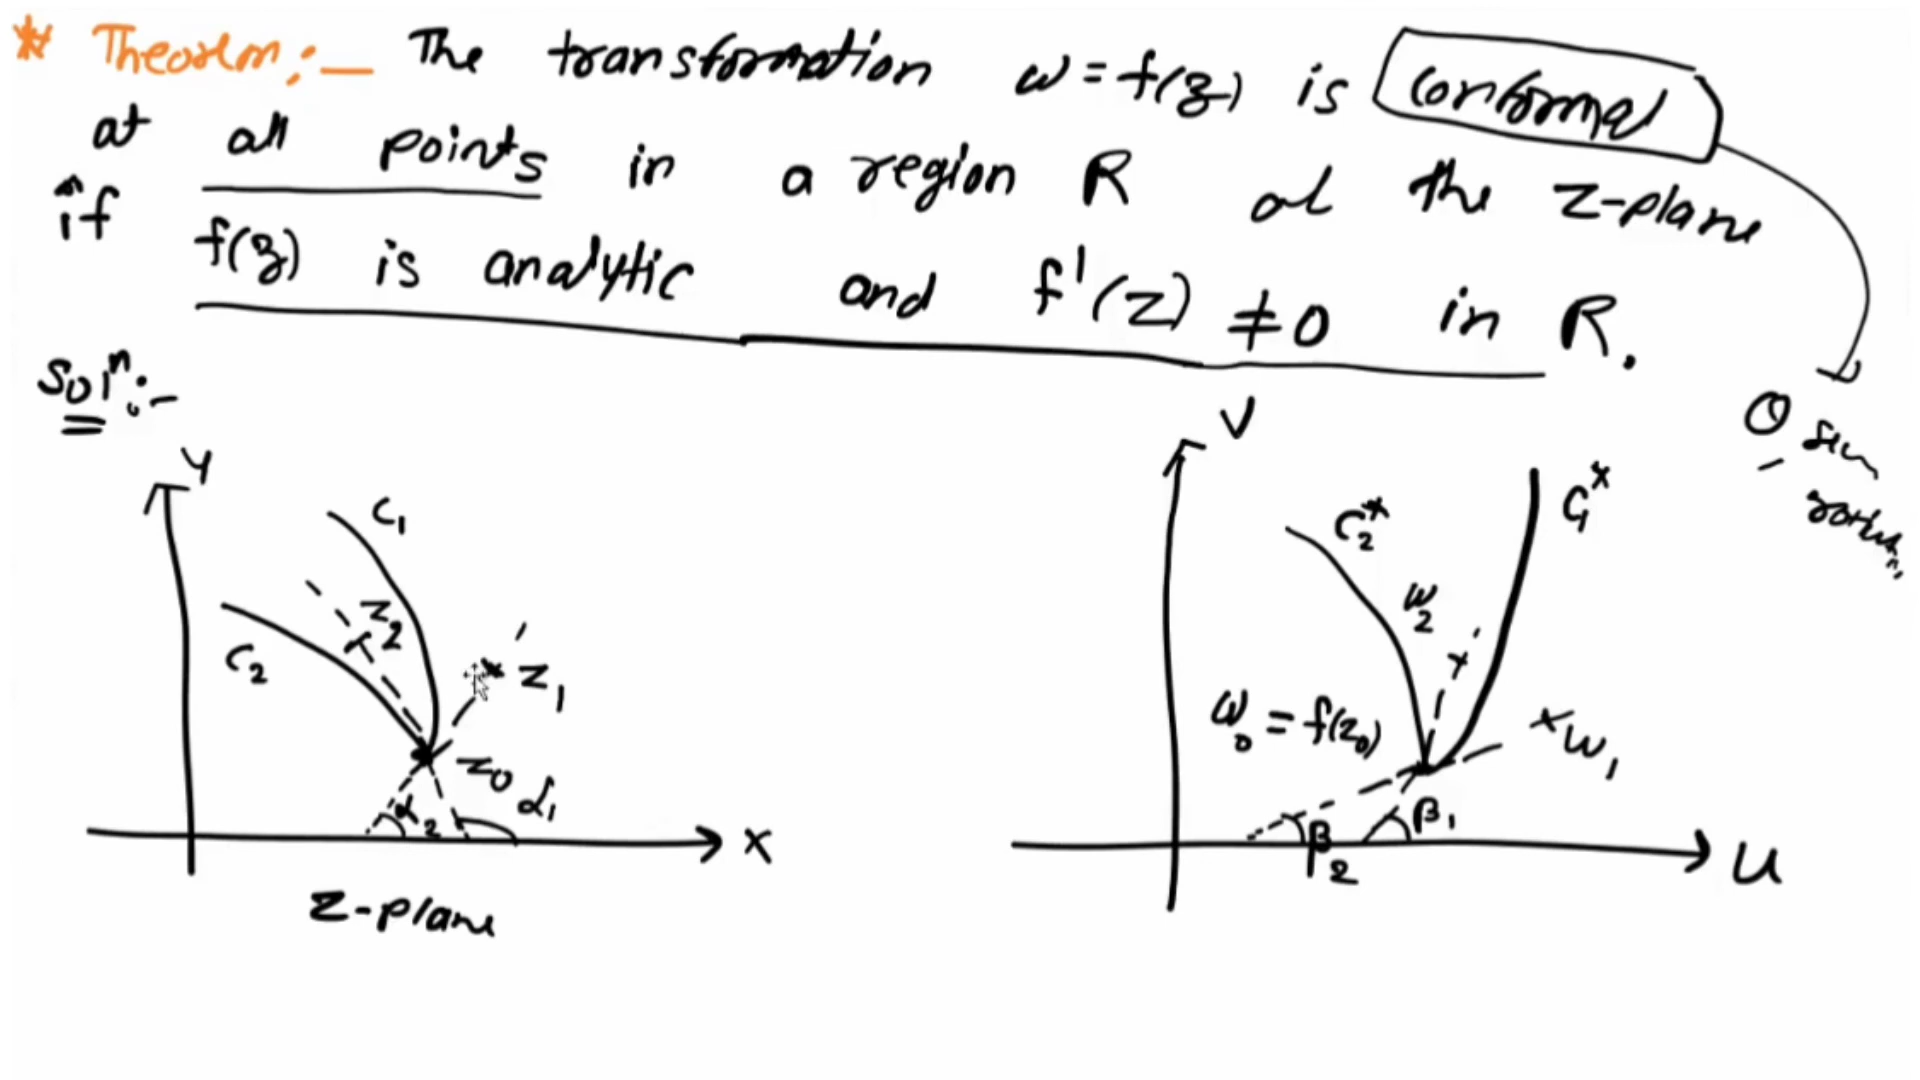 * Theorem:— The transformation w = f(z) is conformal
at all points in a region R of the z-plane
if f(z) is analytic and f'(z) ≠ 0 in R.
solⁿ:-
θ
Y
C₁
C₂
z₂
z₁
z₀
α₁
α₂
X
z-plane
V
C₂*
C₁*
w₂
w₀ = f(z₀)
w₁
β₁
β₂
U